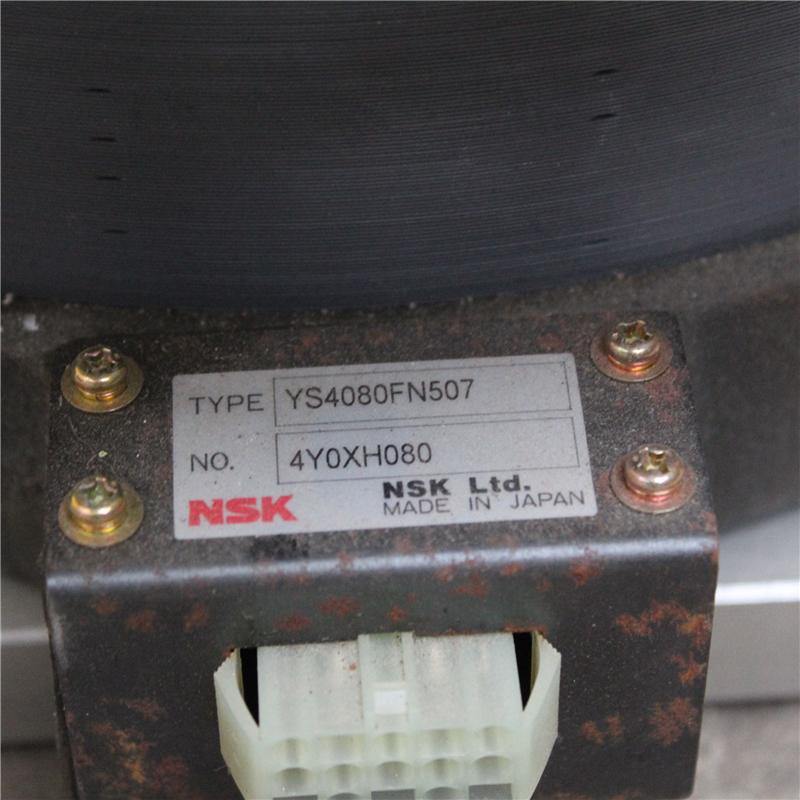 TYPE YS4080FN507
NO. 4Y0XH080
NSK NSK Ltd.
MADE IN JAPAN